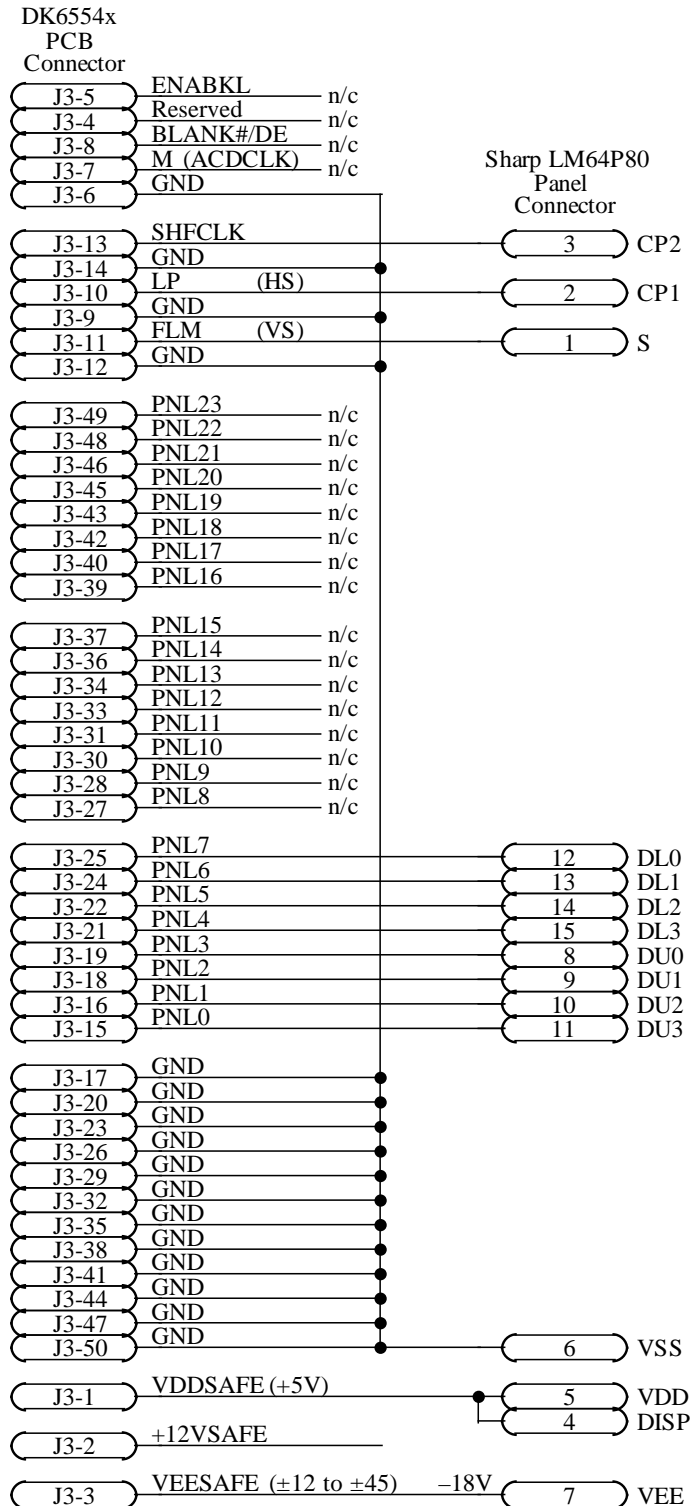 DK6554x
PCB
Connector
J3-5 ENABKL n/c
J3-4 Reserved n/c
J3-8 BLANK#/DE n/c
J3-7 M (ACDCLK) n/c
J3-6 GND
Sharp LM64P80
Panel
Connector
J3-13 SHFCLK 3 CP2
J3-14 GND
J3-10 LP (HS) 2 CP1
J3-9 GND
J3-11 FLM (VS) 1 S
J3-12 GND
J3-49 PNL23 n/c
J3-48 PNL22 n/c
J3-46 PNL21 n/c
J3-45 PNL20 n/c
J3-43 PNL19 n/c
J3-42 PNL18 n/c
J3-40 PNL17 n/c
J3-39 PNL16 n/c
J3-37 PNL15 n/c
J3-36 PNL14 n/c
J3-34 PNL13 n/c
J3-33 PNL12 n/c
J3-31 PNL11 n/c
J3-30 PNL10 n/c
J3-28 PNL9 n/c
J3-27 PNL8 n/c
J3-25 PNL7 12 DL0
J3-24 PNL6 13 DL1
J3-22 PNL5 14 DL2
J3-21 PNL4 15 DL3
J3-19 PNL3 8 DU0
J3-18 PNL2 9 DU1
J3-16 PNL1 10 DU2
J3-15 PNL0 11 DU3
J3-17 GND
J3-20 GND
J3-23 GND
J3-26 GND
J3-29 GND
J3-32 GND
J3-35 GND
J3-38 GND
J3-41 GND
J3-44 GND
J3-47 GND
J3-50 GND 6 VSS
J3-1 VDDSAFE (+5V) 5 VDD
4 DISP
J3-2 +12VSAFE
J3-3 VEESAFE (±12 to ±45) –18V 7 VEE